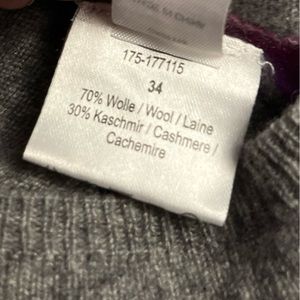 175-177115
34
70% Wolle / Wool / Laine
30% Kaschmir / Cashmere /
Cachemire